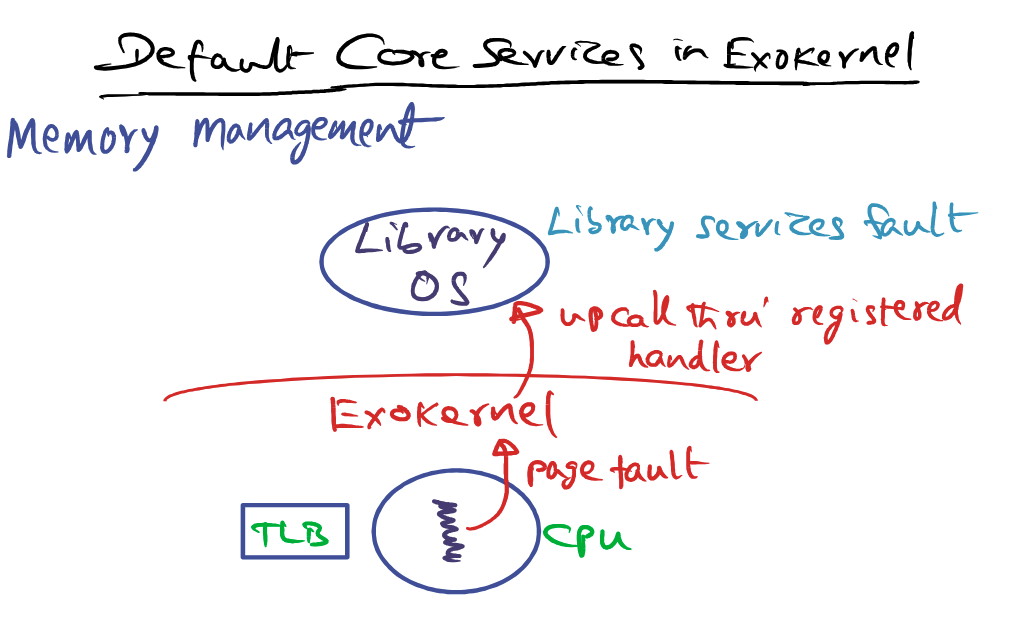 Default Core Services in Exokernel
Memory management
Library OS
Library services fault
upcall thru' registered
handler
Exokernel
page fault
TLB
CPU